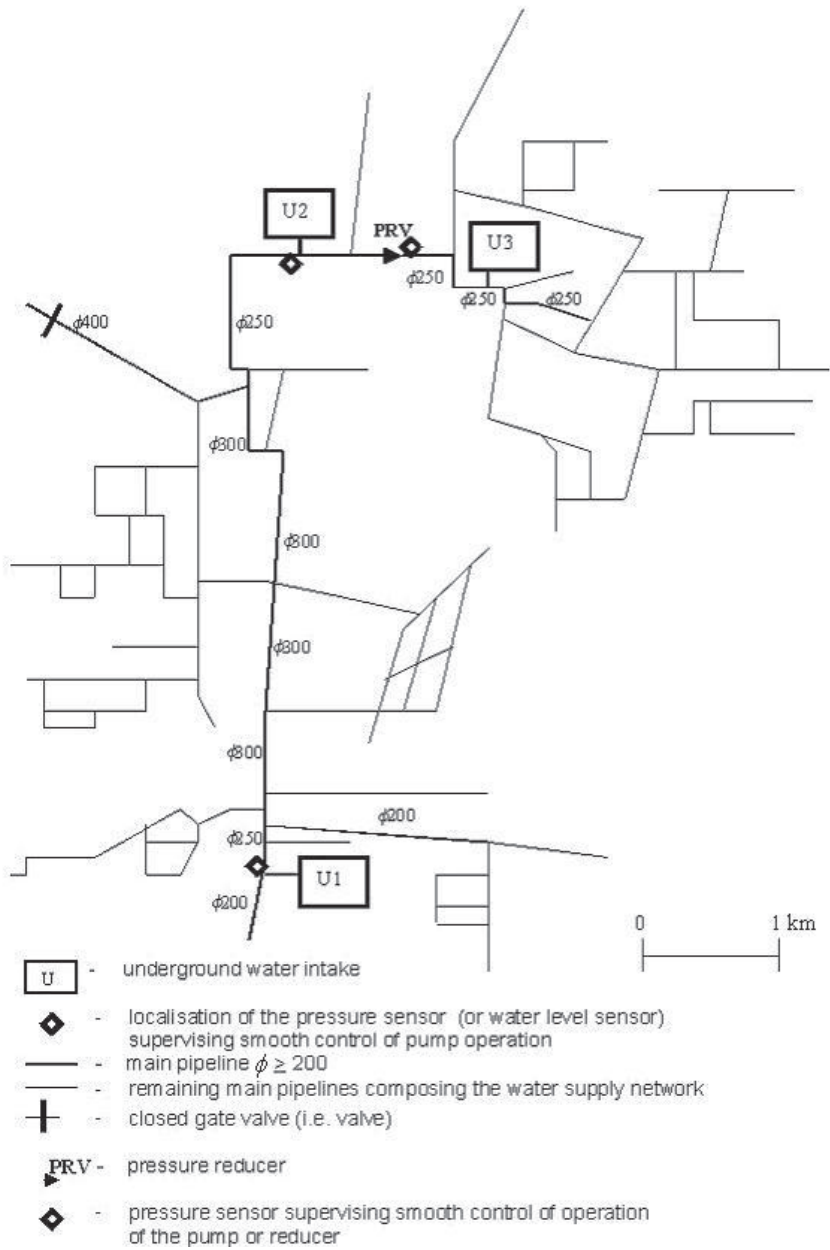 U2
PRV
U3
ϕ250
ϕ250
ϕ250
ϕ400
ϕ250
ϕ300
ϕ300
ϕ300
ϕ300
ϕ200
ϕ250
U1
ϕ200
0 1 km
U - underground water intake
- localisation of the pressure sensor (or water level sensor)
supervising smooth control of pump operation
- main pipeline ϕ ≥ 200
- remaining main pipelines composing the water supply network
- closed gate valve (i.e. valve)
PRV - pressure reducer
- pressure sensor supervising smooth control of operation
of the pump or reducer